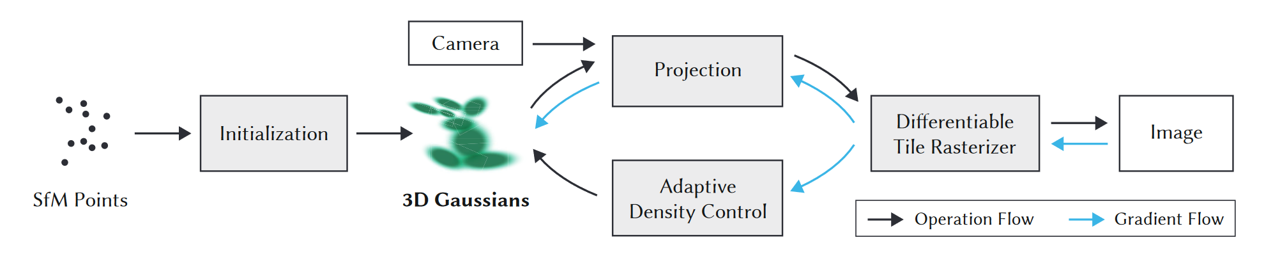 Camera
Projection
SfM Points
Initialization
3D Gaussians
Adaptive
Density Control
Differentiable
Tile Rasterizer
Image
Operation Flow
Gradient Flow